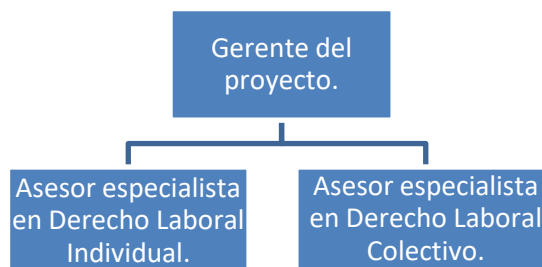 Gerente del
proyecto.
Asesor especialista
en Derecho Laboral
Individual.
Asesor especialista
en Derecho Laboral
Colectivo.